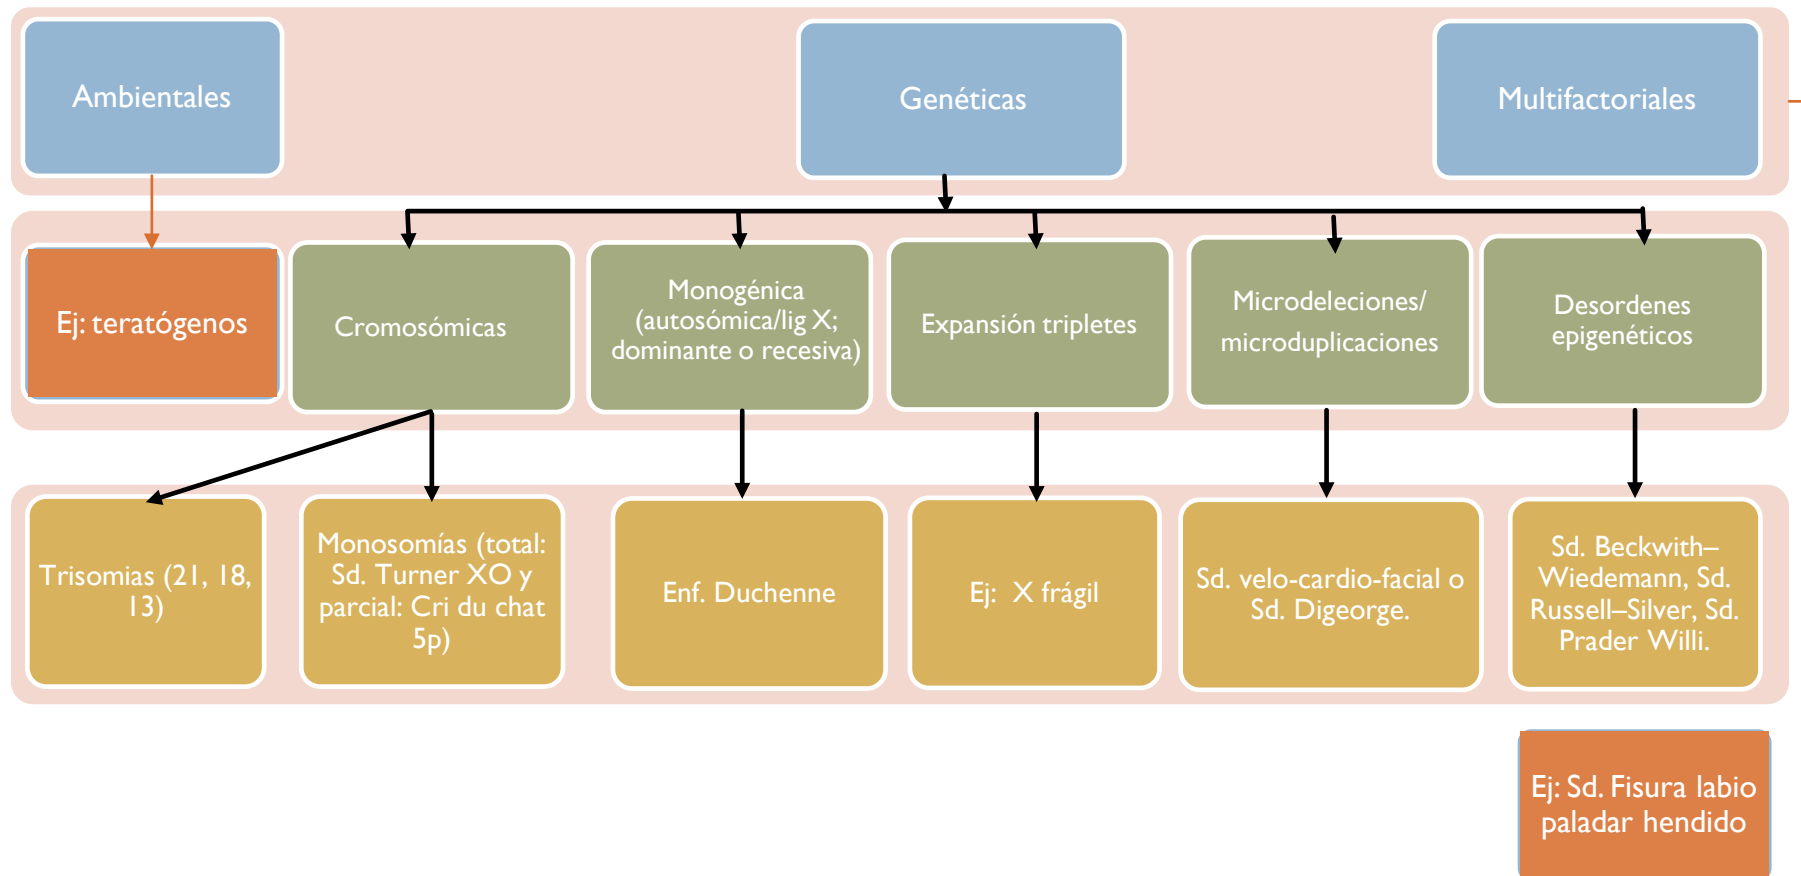 Ambientales
Genéticas
Multifactoriales
Ej: teratógenos
Cromosómicas
Monogénica
(autosómica/lig X;
dominante o recesiva)
Expansión tripletes
Microdeleciones/
microduplicaciones
Desordenes
epigenéticos
Trisomias (21, 18,
13)
Monosomías (total:
Sd. Turner XO y
parcial: Cri du chat
5p)
Enf. Duchenne
Ej:  X frágil
Sd. velo-cardio-facial o
Sd. Digeorge.
Sd. Beckwith–
Wiedemann, Sd.
Russell–Silver, Sd.
Prader Willi.
Ej: Sd. Fisura labio
paladar hendido